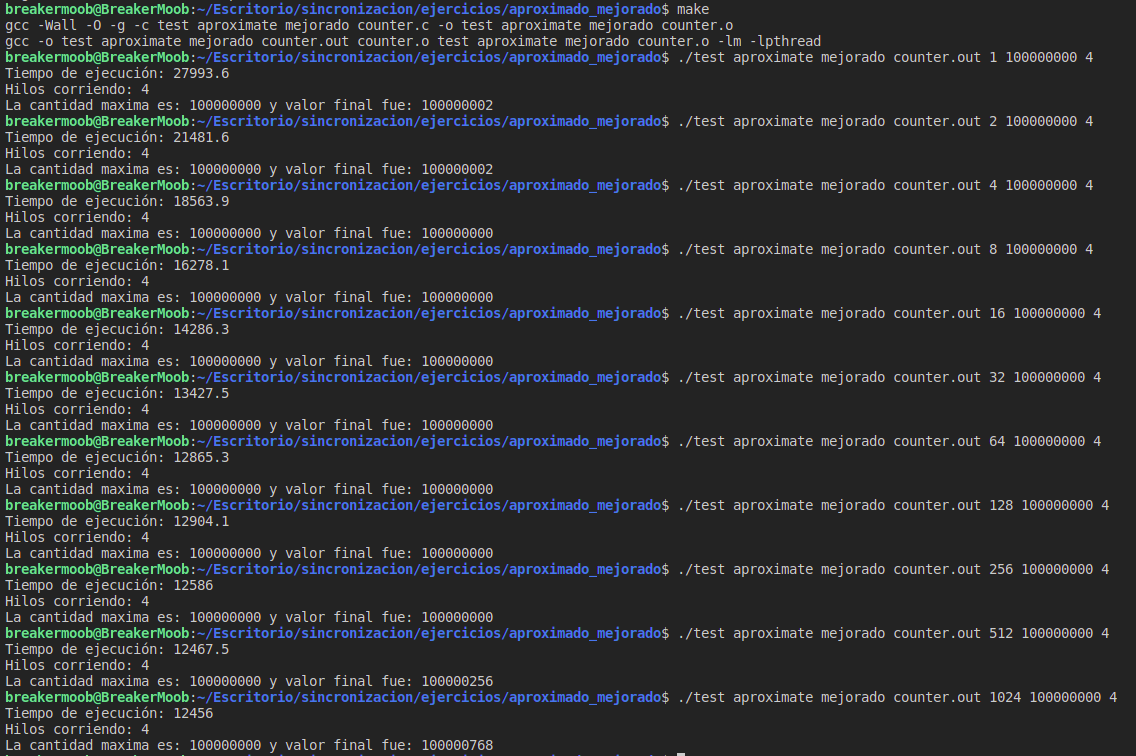 breakermoob@BreakerMoob:~/Escritorio/sincronizacion/ejercicios/aproximado_mejorado$ make
gcc -Wall -O -g -c test aproximate mejorado counter.c -o test aproximate mejorado counter.o
gcc -o test aproximate mejorado counter.out counter.o test aproximate mejorado counter.o -lm -lpthread
breakermoob@BreakerMoob:~/Escritorio/sincronizacion/ejercicios/aproximado_mejorado$ ./test aproximate mejorado counter.out 1 100000000 4
Tiempo de ejecución: 27993.6
Hilos corriendo: 4
La cantidad maxima es: 100000000 y valor final fue: 100000002
breakermoob@BreakerMoob:~/Escritorio/sincronizacion/ejercicios/aproximado_mejorado$ ./test aproximate mejorado counter.out 2 100000000 4
Tiempo de ejecución: 21481.6
Hilos corriendo: 4
La cantidad maxima es: 100000000 y valor final fue: 100000002
breakermoob@BreakerMoob:~/Escritorio/sincronizacion/ejercicios/aproximado_mejorado$ ./test aproximate mejorado counter.out 4 100000000 4
Tiempo de ejecución: 18563.9
Hilos corriendo: 4
La cantidad maxima es: 100000000 y valor final fue: 100000000
breakermoob@BreakerMoob:~/Escritorio/sincronizacion/ejercicios/aproximado_mejorado$ ./test aproximate mejorado counter.out 8 100000000 4
Tiempo de ejecución: 16278.1
Hilos corriendo: 4
La cantidad maxima es: 100000000 y valor final fue: 100000000
breakermoob@BreakerMoob:~/Escritorio/sincronizacion/ejercicios/aproximado_mejorado$ ./test aproximate mejorado counter.out 16 100000000 4
Tiempo de ejecución: 14286.3
Hilos corriendo: 4
La cantidad maxima es: 100000000 y valor final fue: 100000000
breakermoob@BreakerMoob:~/Escritorio/sincronizacion/ejercicios/aproximado_mejorado$ ./test aproximate mejorado counter.out 32 100000000 4
Tiempo de ejecución: 13427.5
Hilos corriendo: 4
La cantidad maxima es: 100000000 y valor final fue: 100000000
breakermoob@BreakerMoob:~/Escritorio/sincronizacion/ejercicios/aproximado_mejorado$ ./test aproximate mejorado counter.out 64 100000000 4
Tiempo de ejecución: 12865.3
Hilos corriendo: 4
La cantidad maxima es: 100000000 y valor final fue: 100000000
breakermoob@BreakerMoob:~/Escritorio/sincronizacion/ejercicios/aproximado_mejorado$ ./test aproximate mejorado counter.out 128 100000000 4
Tiempo de ejecución: 12904.1
Hilos corriendo: 4
La cantidad maxima es: 100000000 y valor final fue: 100000000
breakermoob@BreakerMoob:~/Escritorio/sincronizacion/ejercicios/aproximado_mejorado$ ./test aproximate mejorado counter.out 256 100000000 4
Tiempo de ejecución: 12586
Hilos corriendo: 4
La cantidad maxima es: 100000000 y valor final fue: 100000000
breakermoob@BreakerMoob:~/Escritorio/sincronizacion/ejercicios/aproximado_mejorado$ ./test aproximate mejorado counter.out 512 100000000 4
Tiempo de ejecución: 12467.5
Hilos corriendo: 4
La cantidad maxima es: 100000000 y valor final fue: 100000256
breakermoob@BreakerMoob:~/Escritorio/sincronizacion/ejercicios/aproximado_mejorado$ ./test aproximate mejorado counter.out 1024 100000000 4
Tiempo de ejecución: 12456
Hilos corriendo: 4
La cantidad maxima es: 100000000 y valor final fue: 100000768